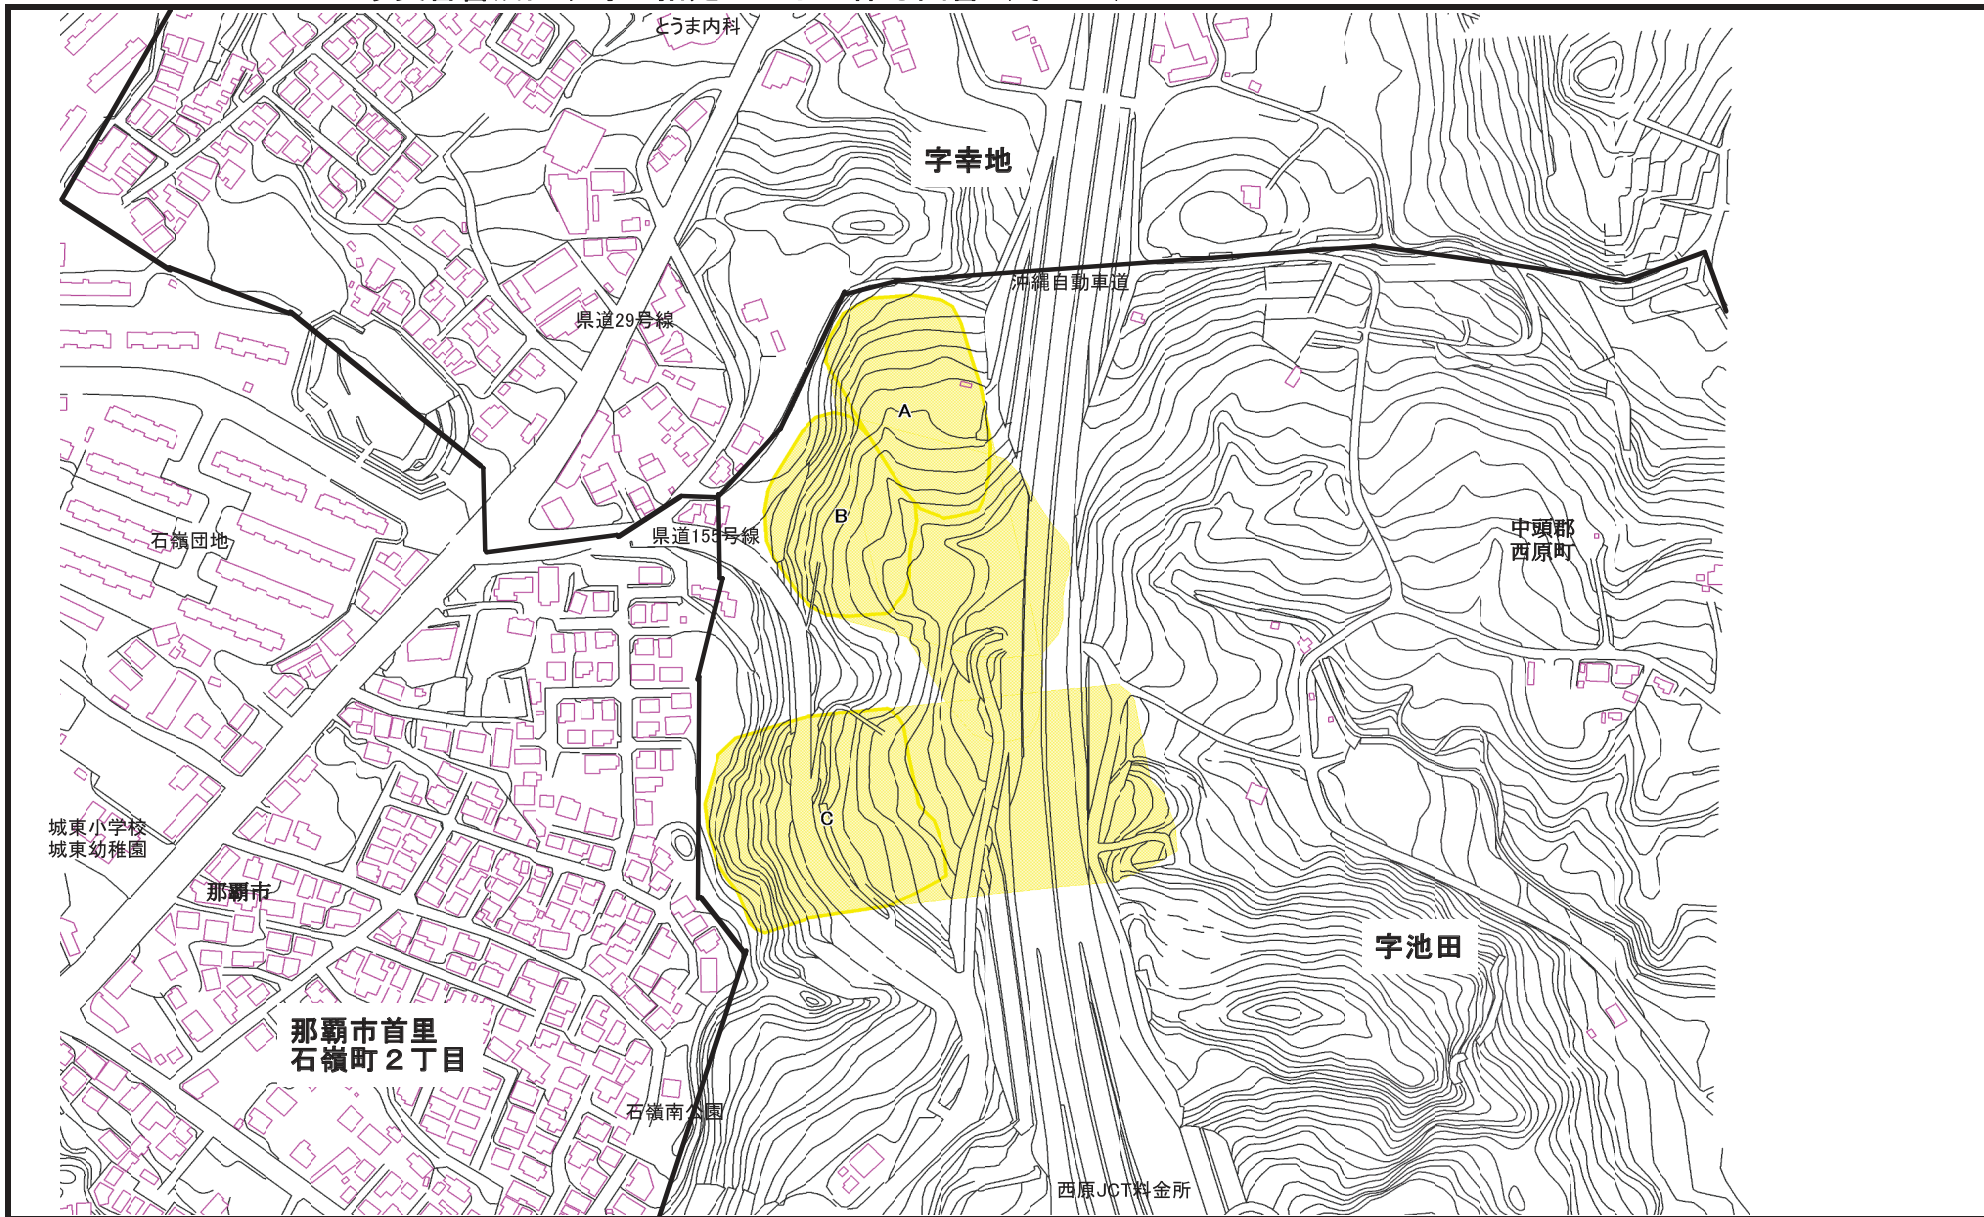 とうま内科
字幸地
沖縄自動車道
県道29号線
A
B
県道155号線
石嶺団地
中頭郡
西原町
C
城東小学校
城東幼稚園
那覇市
字池田
那覇市首里
石嶺町２丁目
石嶺南公園
西原JCT料金所